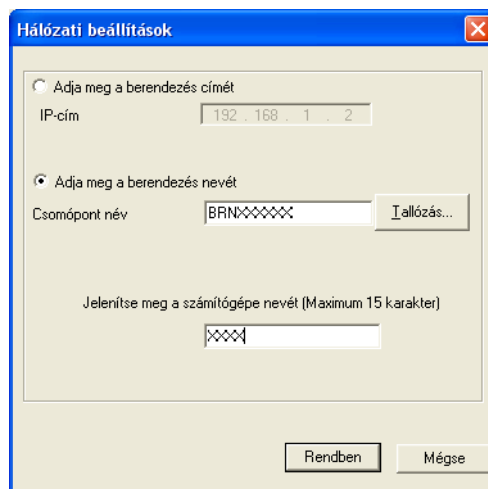 Hálózati beállítások
Adja meg a berendezés címét
IP-cím 192 . 168 . 1 . 2
Adja meg a berendezés nevét
Csomópont név BRNXXXXXX Tallózás...
Jelenítse meg a számítógépe nevét (Maximum 15 karakter)
XXXX
Rendben Mégse